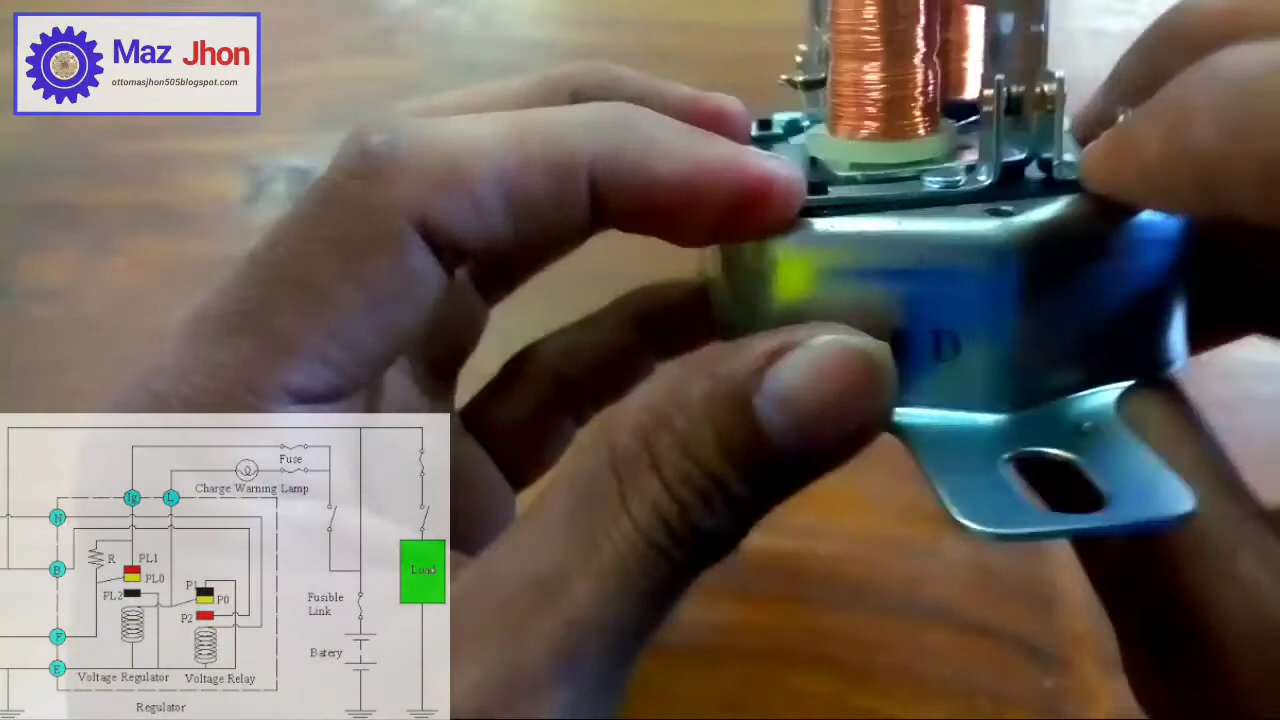 Maz Jhon
ottomasjhon505blogspot.com
D
Fuse
Charge Warning Lamp
Ig
L
N
B
R
PL1
PL0
PL2
P1
P0
P2
F
E
Load
Fusible
Link
Batery
Voltage Regulator
Voltage Relay
Regulator